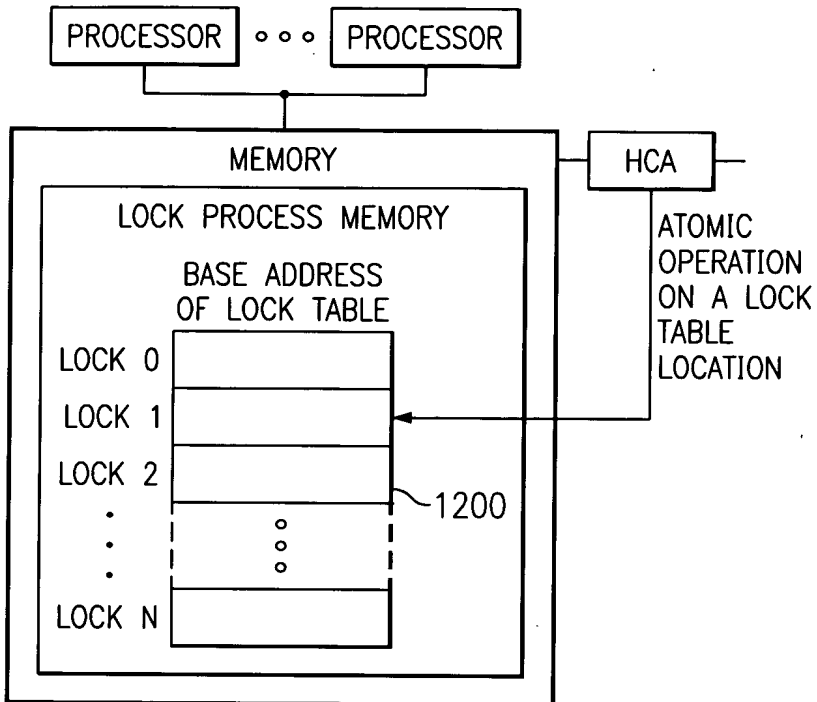 PROCESSOR
PROCESSOR
MEMORY
HCA
LOCK PROCESS MEMORY
BASE ADDRESS
OF LOCK TABLE
ATOMIC
OPERATION
ON A LOCK
TABLE
LOCATION
LOCK 0
LOCK 1
LOCK 2
1200
LOCK N